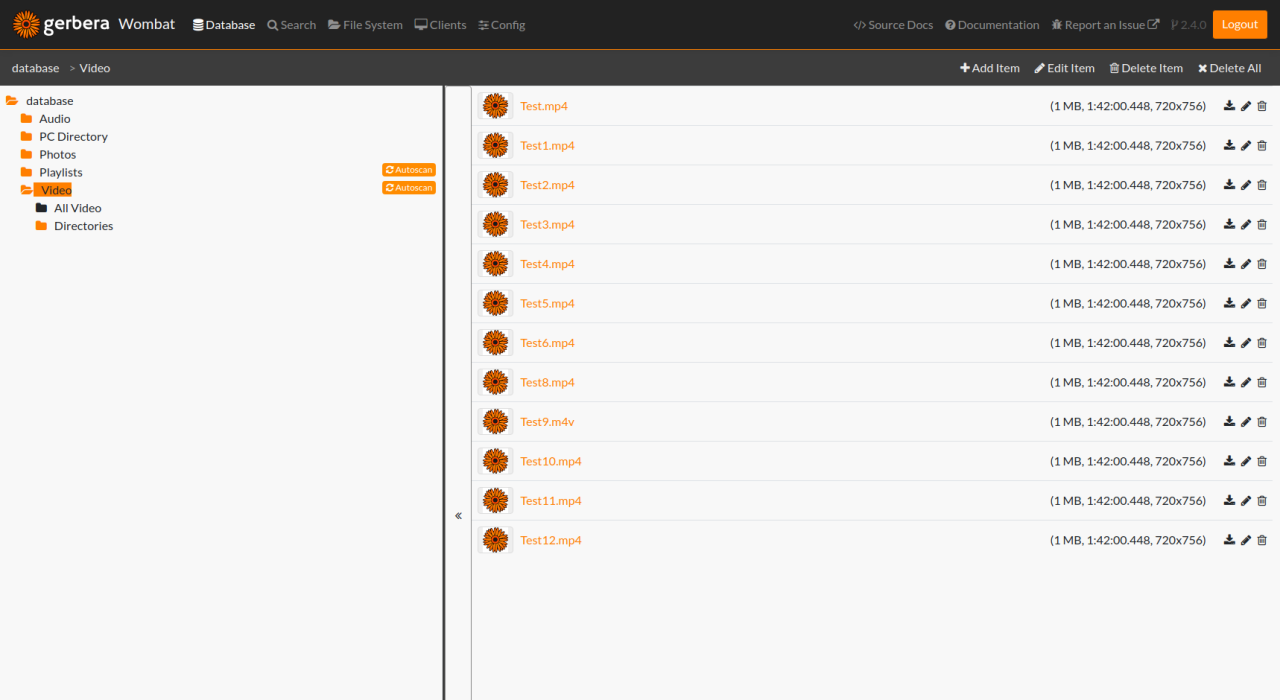 gerbera Wombat Database Search File System Clients Config Source Docs Documentation Report an Issue 2.4.0 Logout
database > Video Add Item Edit Item Delete Item Delete All
database
Audio
PC Directory
Photos
Playlists Autoscan
Video Autoscan
All Video
Directories
«
Test.mp4 (1 MB, 1:42:00.448, 720x756)
Test1.mp4 (1 MB, 1:42:00.448, 720x756)
Test2.mp4 (1 MB, 1:42:00.448, 720x756)
Test3.mp4 (1 MB, 1:42:00.448, 720x756)
Test4.mp4 (1 MB, 1:42:00.448, 720x756)
Test5.mp4 (1 MB, 1:42:00.448, 720x756)
Test6.mp4 (1 MB, 1:42:00.448, 720x756)
Test8.mp4 (1 MB, 1:42:00.448, 720x756)
Test9.m4v (1 MB, 1:42:00.448, 720x756)
Test10.mp4 (1 MB, 1:42:00.448, 720x756)
Test11.mp4 (1 MB, 1:42:00.448, 720x756)
Test12.mp4 (1 MB, 1:42:00.448, 720x756)